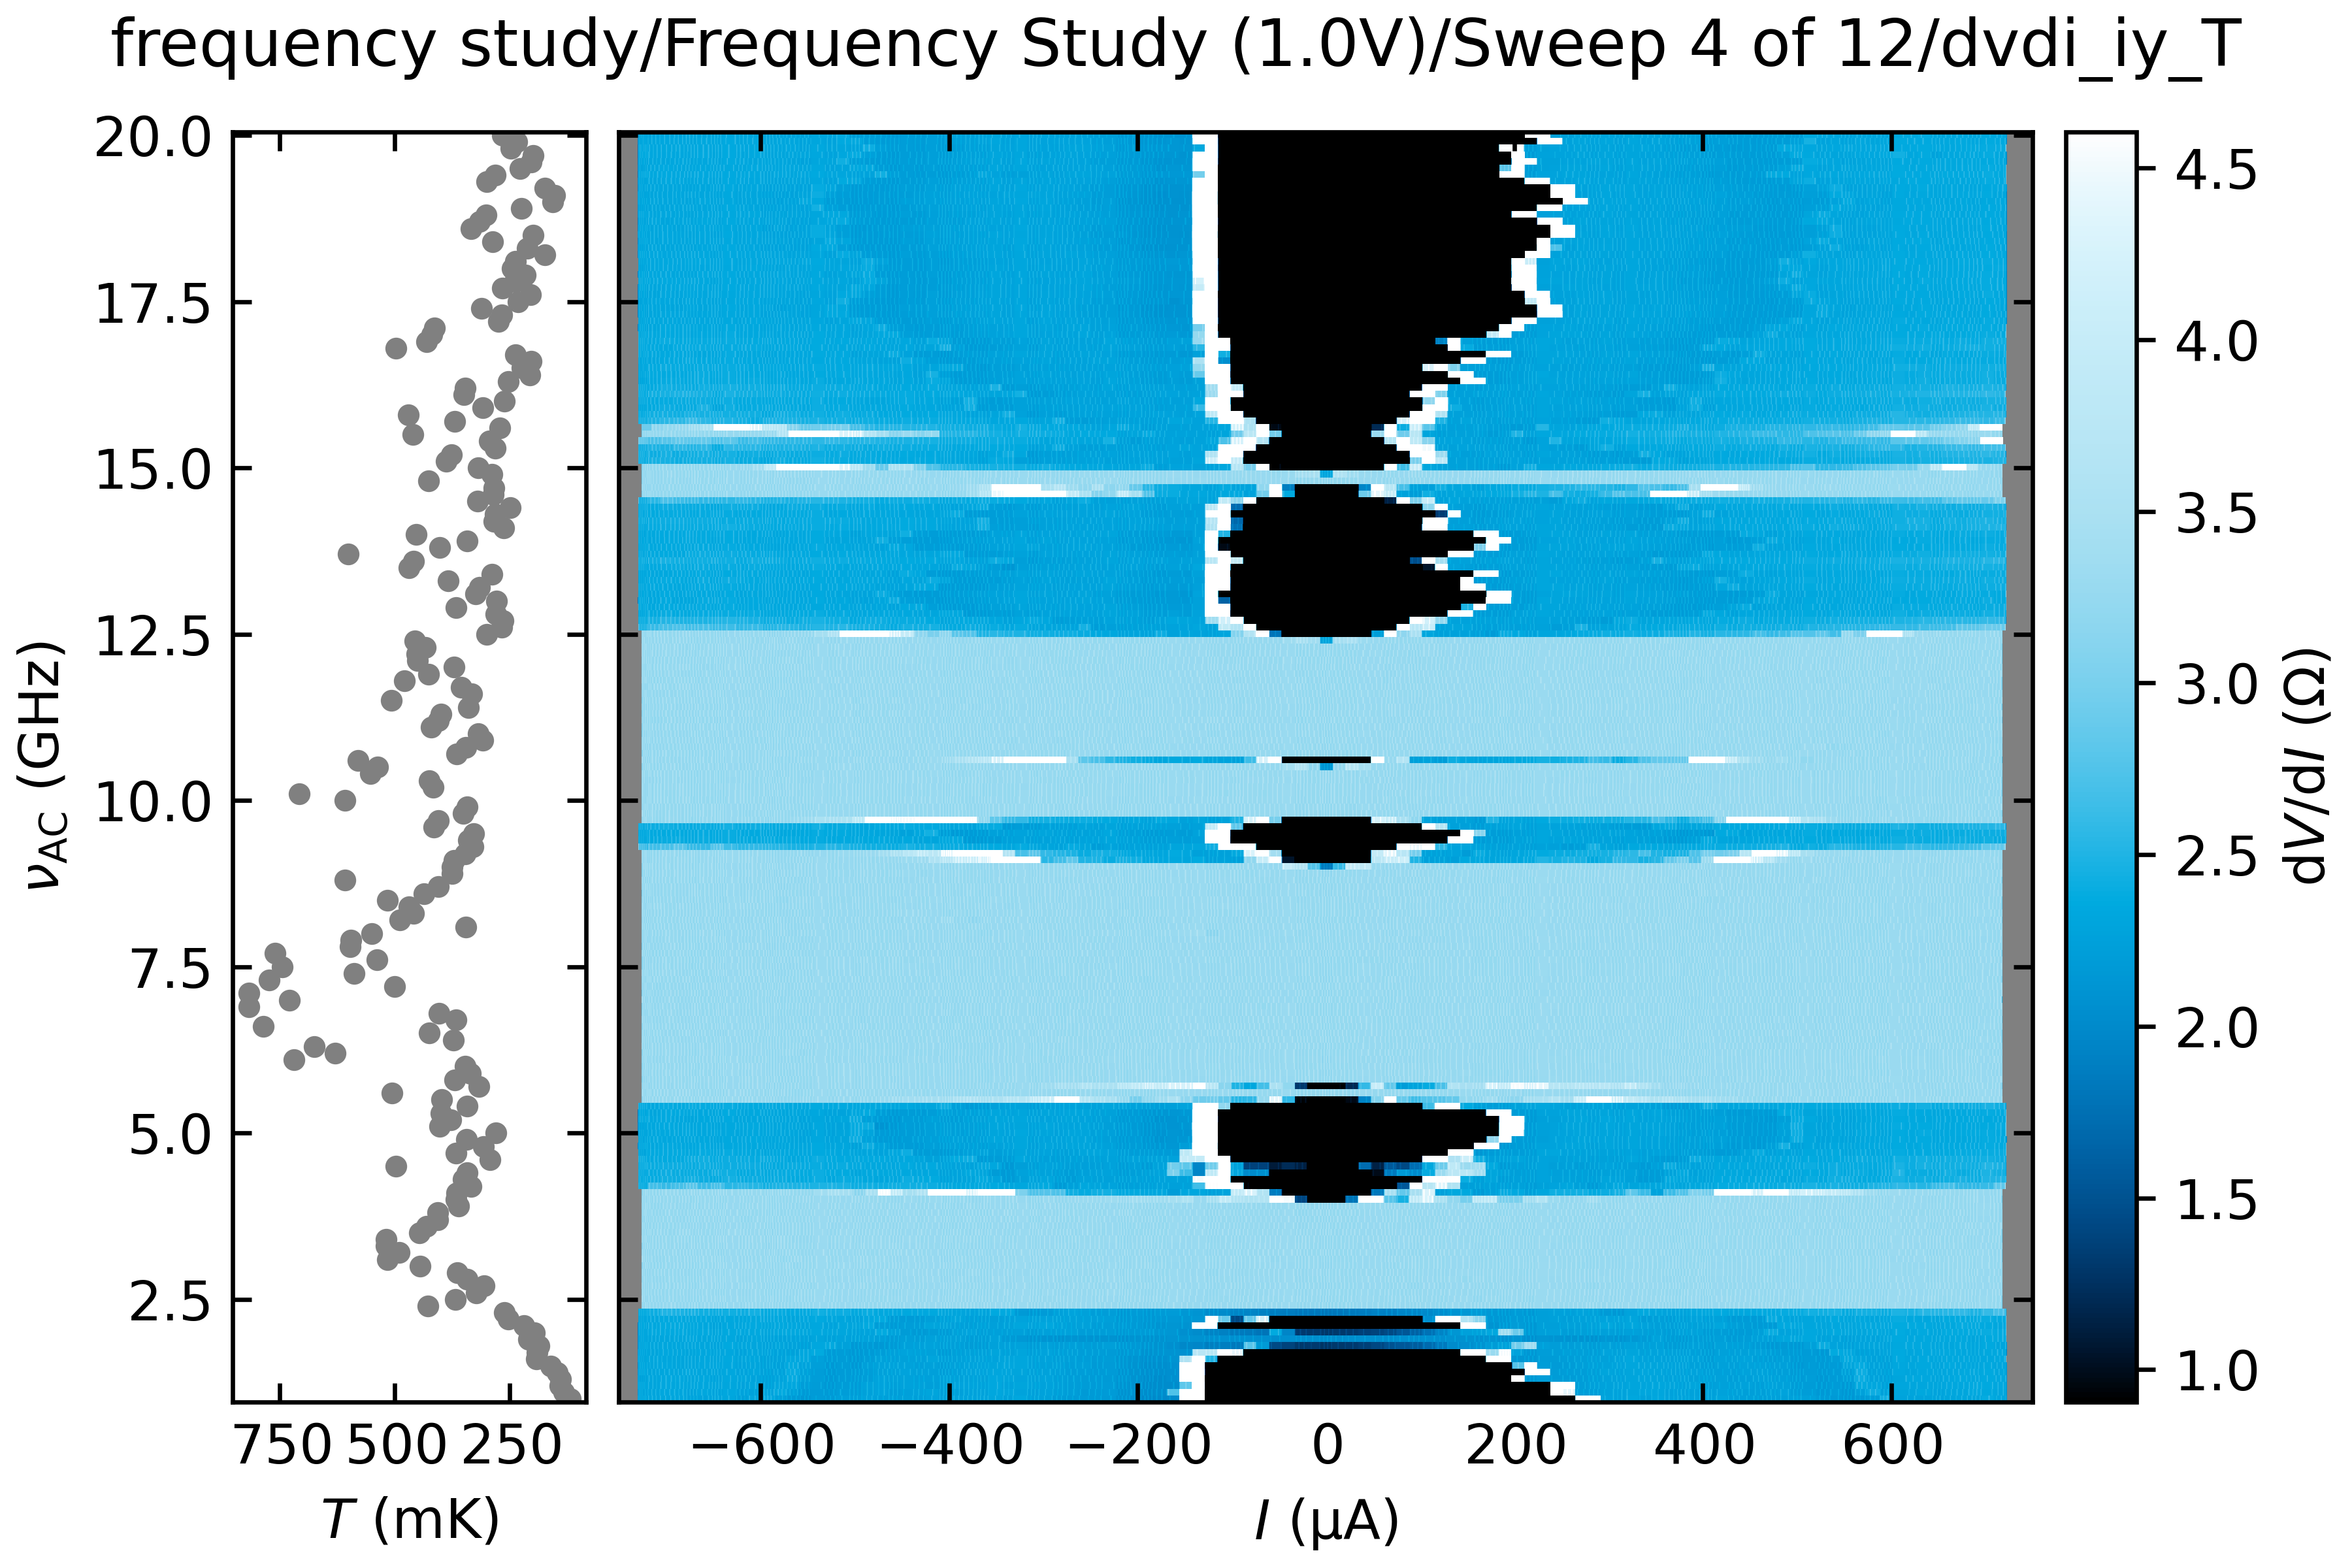 frequency study/Frequency Study (1.0V)/Sweep 4 of 12/dvdi_iy_T
20.0
17.5
15.0
12.5
10.0
7.5
5.0
2.5
ν_AC (GHz)
750 500 250
T (mK)
−600 −400 −200 0 200 400 600
I (µA)
4.5
4.0
3.5
3.0
2.5
2.0
1.5
1.0
dV/dI (Ω)